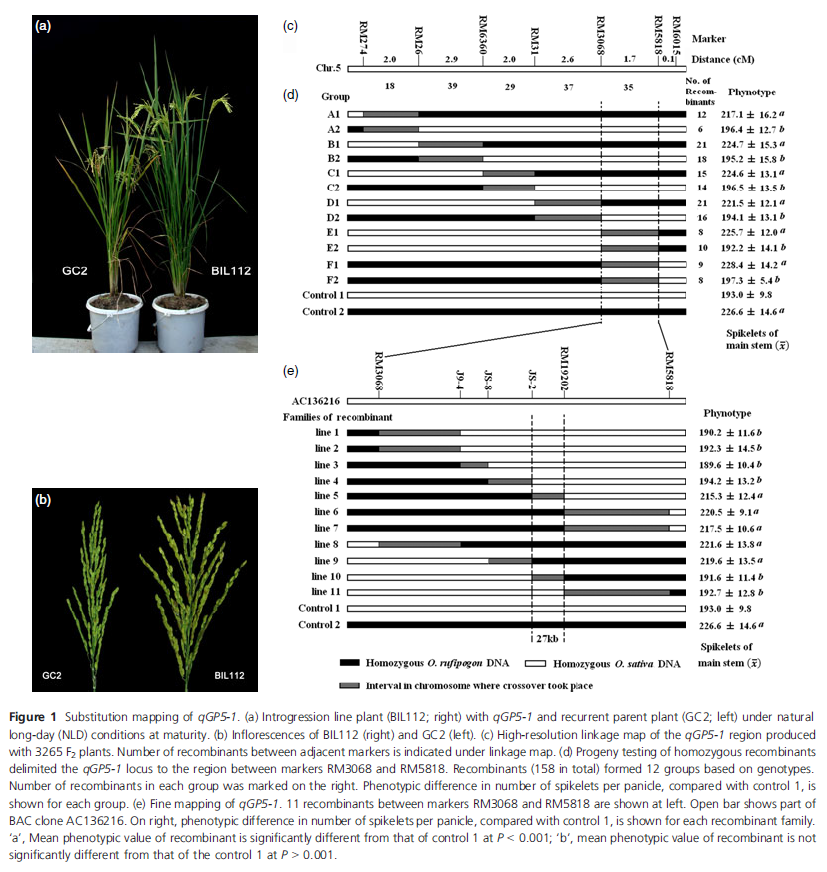 (a)
GC2
BIL112
(b)
GC2
BIL112
(c)
RM274
RM26
RM6360
RM31
RM3068
RM5818
RM6015
Marker
2.0 2.9 2.0 2.6 1.7 0.1 Distance (cM)
Chr.5
18 39 29 37 35
(d)
Group
No. of Recom- binants
Phynotype
A1 12 217.1 ± 16.2 a
A2 6 196.4 ± 12.7 b
B1 21 224.7 ± 15.3 a
B2 18 195.2 ± 15.8 b
C1 15 224.6 ± 13.1 a
C2 14 196.5 ± 13.5 b
D1 21 221.5 ± 12.1 a
D2 16 194.1 ± 13.1 b
E1 8 225.7 ± 12.0 a
E2 10 192.2 ± 14.1 b
F1 9 228.4 ± 14.2 a
F2 8 197.3 ± 5.4 b
Control 1 193.0 ± 9.8
Control 2 226.6 ± 14.6 a
Spikelets of
main stem (x̄)
(e)
RM3068
J9-4
JS-8
JS-2
RM19202
RM5818
AC136216
Families of recombinant
Phynotype
line 1 190.2 ± 11.6 b
line 2 192.3 ± 14.5 b
line 3 189.6 ± 10.4 b
line 4 194.2 ± 13.2 b
line 5 215.3 ± 12.4 a
line 6 220.5 ± 9.1 a
line 7 217.5 ± 10.6 a
line 8 221.6 ± 13.8 a
line 9 219.6 ± 13.5 a
line 10 191.6 ± 11.4 b
line 11 192.7 ± 12.8 b
Control 1 193.0 ± 9.8
Control 2 226.6 ± 14.6 a
27kb
Spikelets of
main stem (x̄)
Homozygous O. rufipogon DNA
Homozygous O. sativa DNA
Interval in chromosome where crossover took place
Figure 1 Substitution mapping of qGP5-1. (a) Introgression line plant (BIL112; right) with qGP5-1 and recurrent parent plant (GC2; left) under natural
long-day (NLD) conditions at maturity. (b) Inflorescences of BIL112 (right) and GC2 (left). (c) High-resolution linkage map of the qGP5-1 region produced
with 3265 F2 plants. Number of recombinants between adjacent markers is indicated under linkage map. (d) Progeny testing of homozygous recombinants
delimited the qGP5-1 locus to the region between markers RM3068 and RM5818. Recombinants (158 in total) formed 12 groups based on genotypes.
Number of recombinants in each group was marked on the right. Phenotypic difference in number of spikelets per panicle, compared with control 1, is
shown for each group. (e) Fine mapping of qGP5-1. 11 recombinants between markers RM3068 and RM5818 are shown at left. Open bar shows part of
BAC clone AC136216. On right, phenotypic difference in number of spikelets per panicle, compared with control 1, is shown for each recombinant family.
‘a’, Mean phenotypic value of recombinant is significantly different from that of control 1 at P < 0.001; ‘b’, mean phenotypic value of recombinant is not
significantly different from that of the control 1 at P > 0.001.